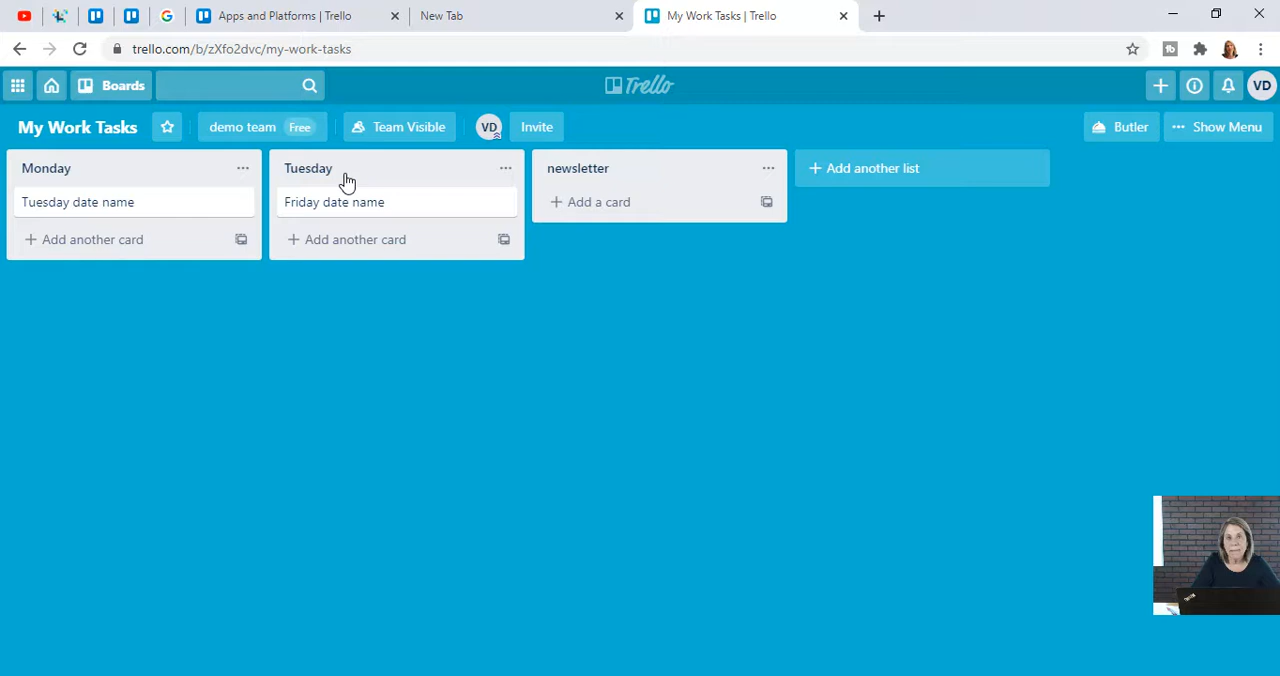 Apps and Platforms | Trello
New Tab
My Work Tasks | Trello
trello.com/b/zXfo2dvc/my-work-tasks
Boards
Trello
VD
My Work Tasks
demo team Free
Team Visible
VD
Invite
Butler
Show Menu
Monday
Tuesday
newsletter
Add another list
Tuesday date name
Friday date name
Add a card
Add another card
Add another card